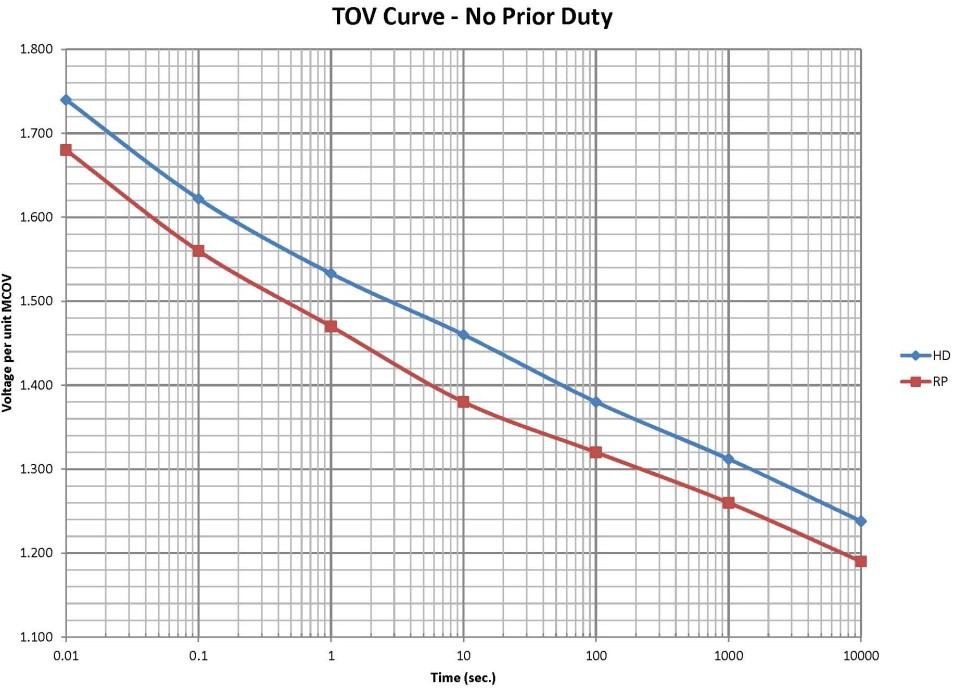 TOV Curve - No Prior Duty
1.800
1.700
1.600
1.500
1.400
1.300
1.200
1.100
Voltage per unit MCOV
0.01 0.1 1 10 100 1000 10000
Time (sec.)
HD
RP